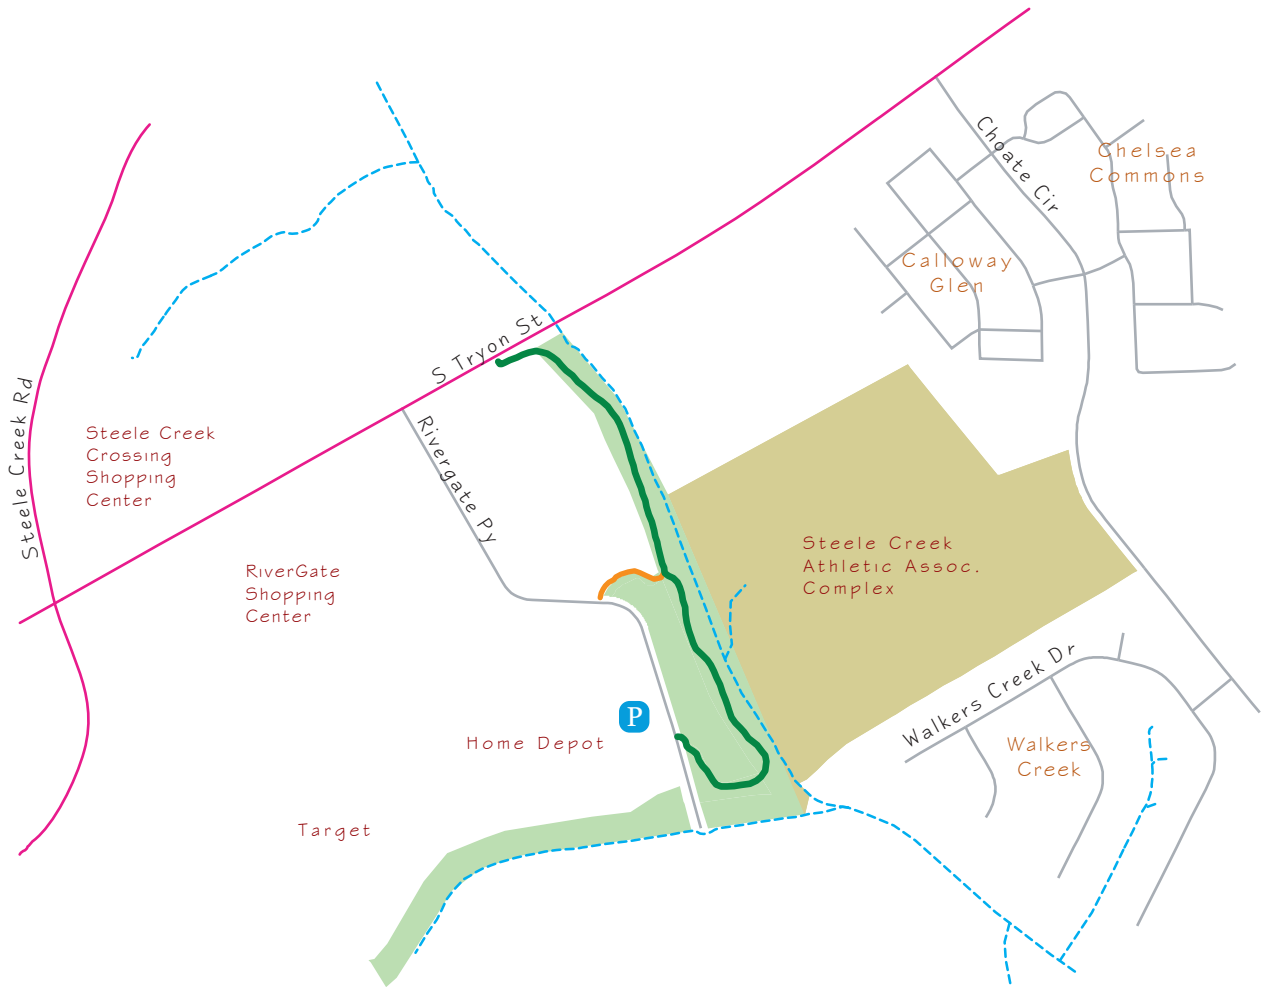 Choate Cir
Chelsea
Commons
Calloway
Glen
S Tryon St
Steele Creek Rd
Rivergate Py
Steele Creek
Crossing
Shopping
Center
Steele Creek
Athletic Assoc.
Complex
RiverGate
Shopping
Center
Walkers Creek Dr
P
Home Depot
Walkers
Creek
Target